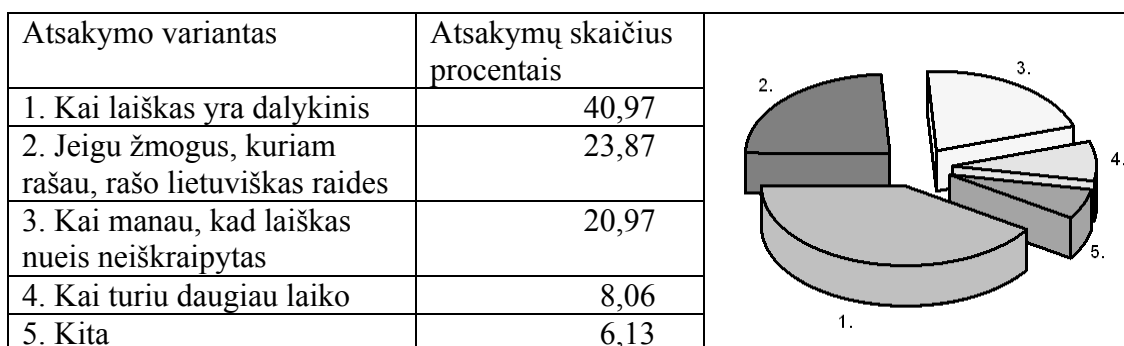 Atsakymo variantas
Atsakymų skaičius
procentais
1. Kai laiškas yra dalykinis
40,97
2. Jeigu žmogus, kuriam
rašau, rašo lietuviškas raides
23,87
3. Kai manau, kad laiškas
nueis neiškraipytas
20,97
4. Kai turiu daugiau laiko
8,06
5. Kita
6,13
2.
3.
4.
5.
1.